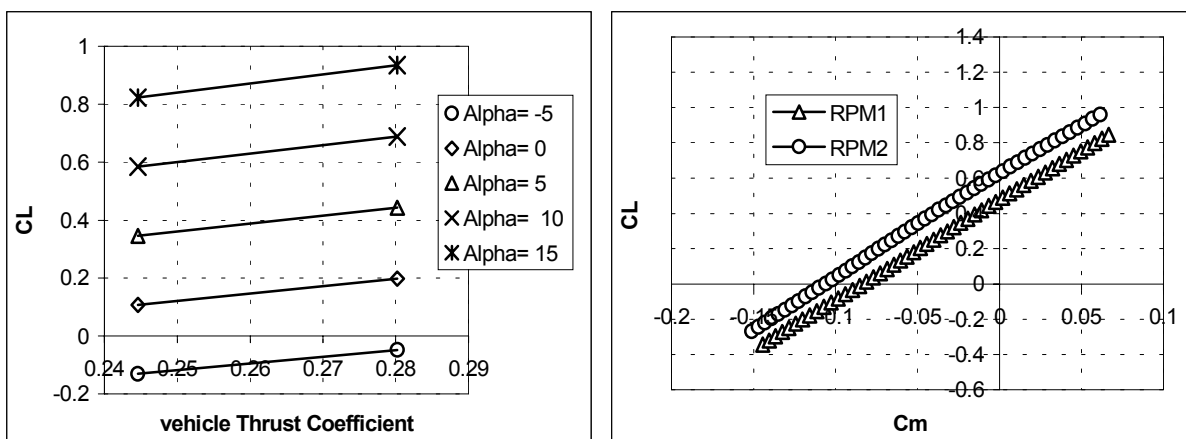 1
0.8
0.6
0.4
0.2
0
-0.2
CL
0.24 0.25 0.26 0.27 0.28 0.29
vehicle Thrust Coefficient
Alpha= -5
Alpha= 0
Alpha= 5
Alpha= 10
Alpha= 15
1.4
1.2
1
0.8
0.6
0.2
0
-0.2
-0.4
-0.6
CL
-0.2 -0.1 -0.05 0 0.05 0.1
Cm
RPM1
RPM2